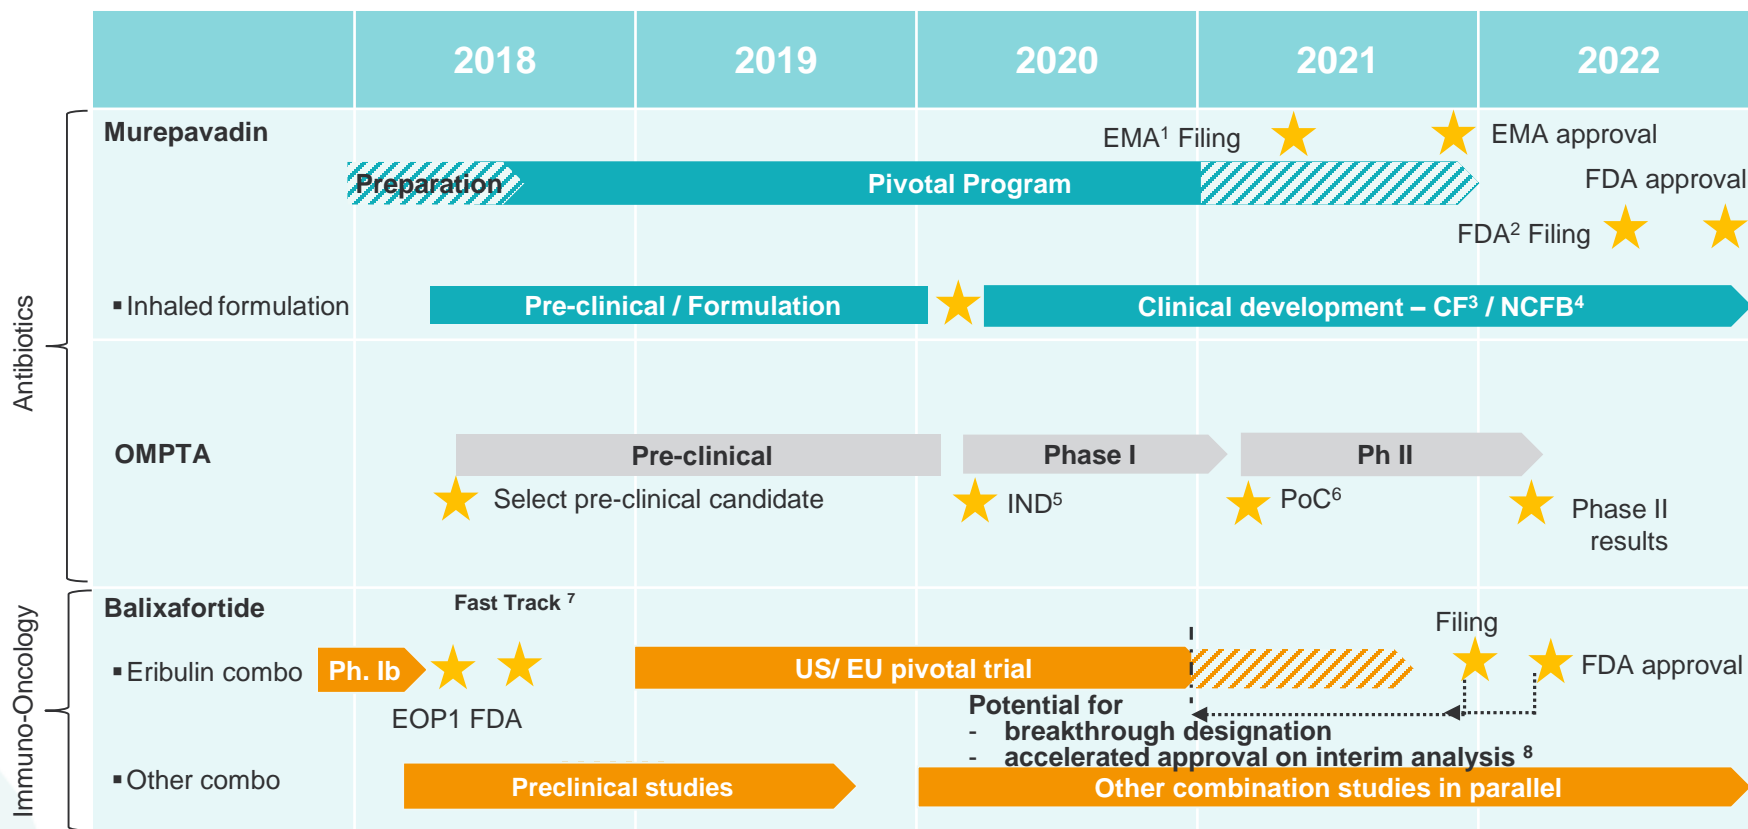 2018 2019 2020 2021 2022
Antibiotics
Murepavadin
EMA¹ Filing
EMA approval
Preparation
Pivotal Program
FDA approval
FDA² Filing
▪ Inhaled formulation
Pre-clinical / Formulation
Clinical development – CF³ / NCFB⁴
OMPTA
Pre-clinical
Phase I
Ph II
Select pre-clinical candidate
IND⁵
PoC⁶
Phase II
results
Immuno-Oncology
Balixafortide
Fast Track ⁷
Filing
▪ Eribulin combo
Ph. Ib
US/ EU pivotal trial
FDA approval
EOP1 FDA
Potential for
- breakthrough designation
- accelerated approval on interim analysis ⁸
▪ Other combo
Preclinical studies
Other combination studies in parallel